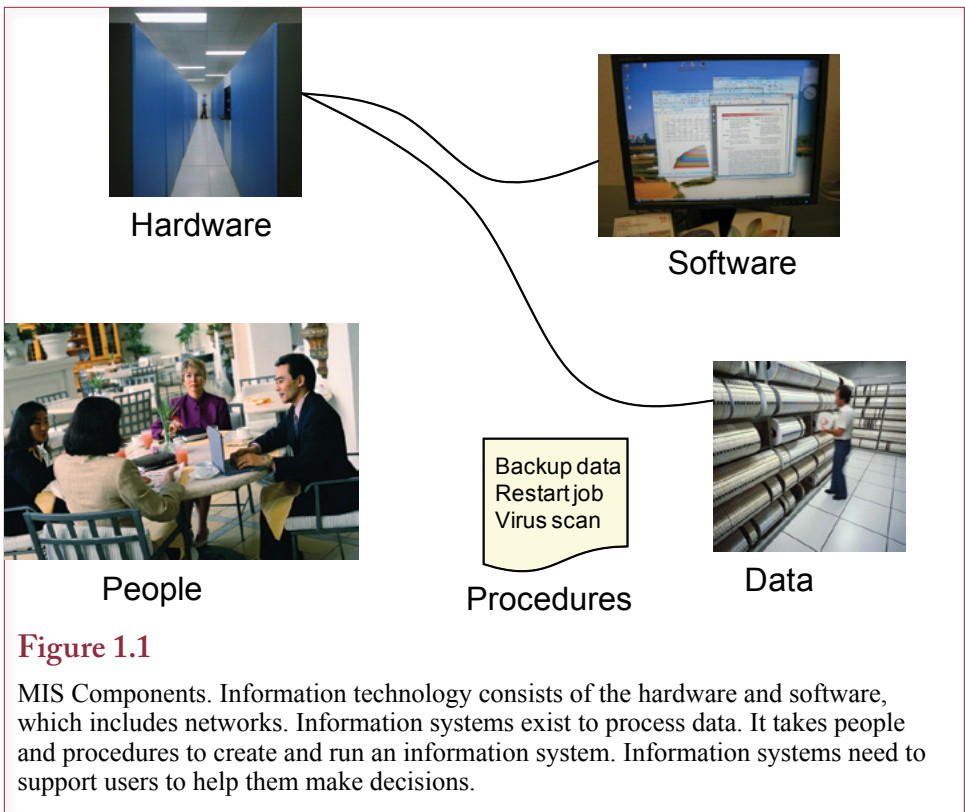 Hardware
Software
People
Backup data
Restart job
Virus scan
Procedures
Data
Figure 1.1
MIS Components. Information technology consists of the hardware and software,
which includes networks. Information systems exist to process data. It takes people
and procedures to create and run an information system. Information systems need to
support users to help them make decisions.